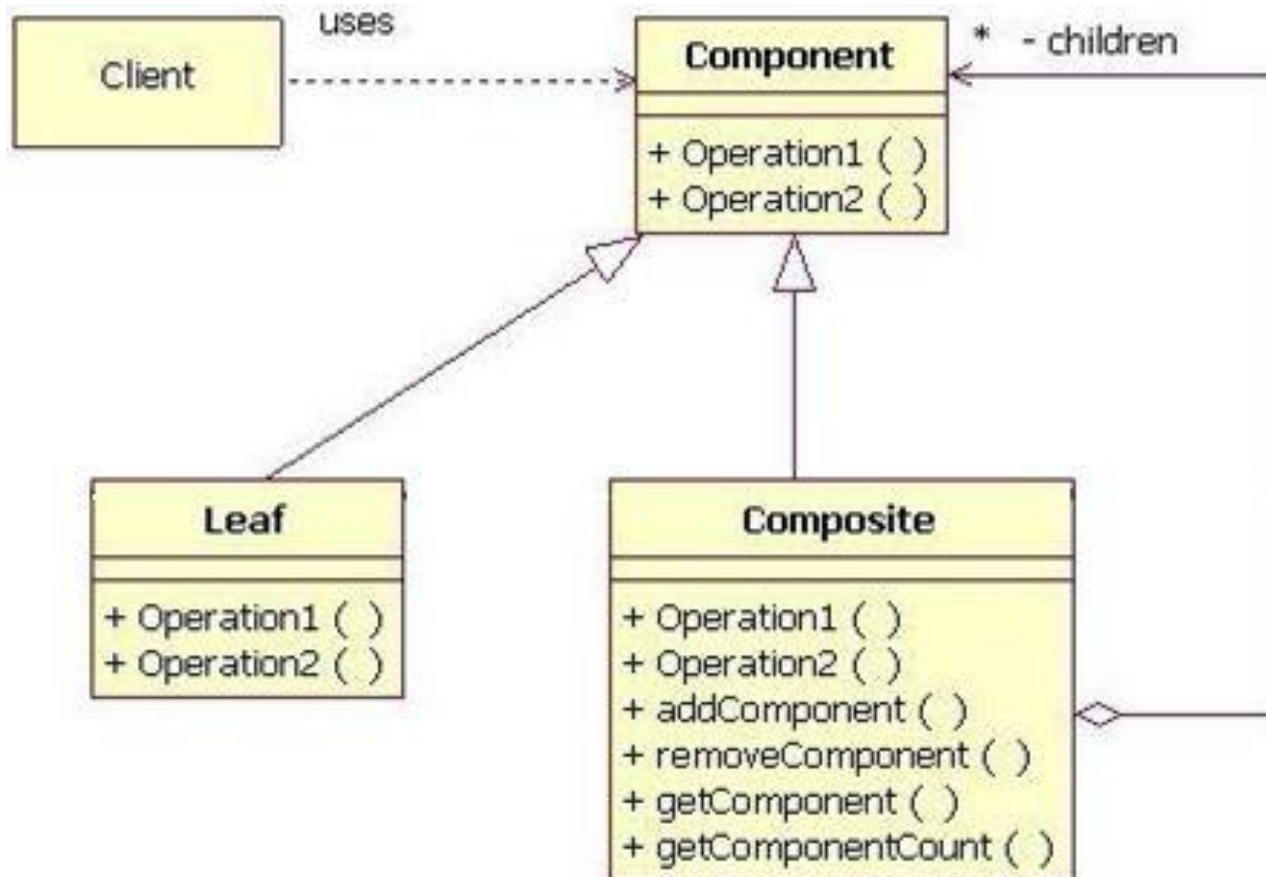 uses
Client
Component
* - children
+ Operation1 ( )
+ Operation2 ( )
Leaf
+ Operation1 ( )
+ Operation2 ( )
Composite
+ Operation1 ( )
+ Operation2 ( )
+ addComponent ( )
+ removeComponent ( )
+ getComponent ( )
+ getComponentCount ( )